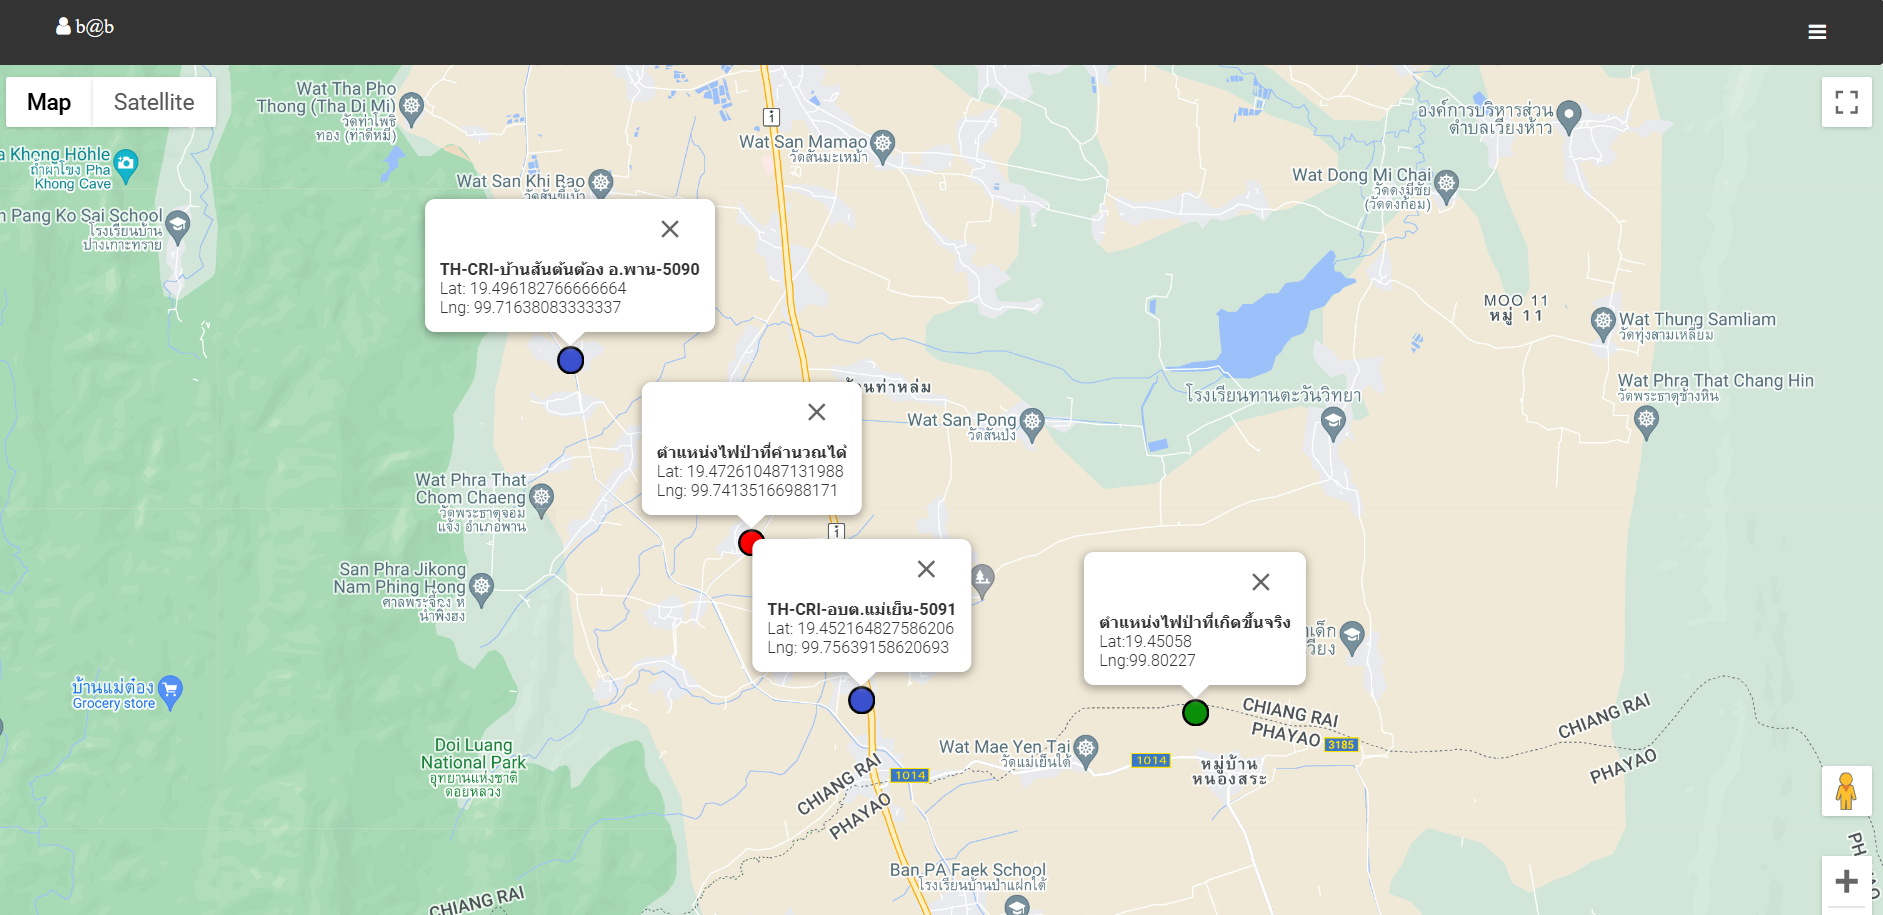 b@b
Map
Satellite
Wat Tha Pho
Thong (Tha Di Mi)
วัดท่าโพธิ์
ทอง (ท่าดีหมี)
Khong Höhle
ถ้ำผาโขง Pha
Khong Cave
Pang Ko Sai School
โรงเรียนบ้าน
ปางเกาะทราย
Wat San Khi Bao
วัดสันขี้เบ้า
1
Wat San Mamao
วัดสันมะเหม้า
องค์การบริหารส่วน
ตำบลเวียงห้าว
Wat Dong Mi Chai
วัดดงมีชัย
(วัดดงก้อม)
TH-CRI-บ้านสันต้นต้อง อ.พาน-5090
Lat: 19.496182766666664
Lng: 99.71638083333337
MOO 11
หมู่ 11
Wat Thung Samliam
วัดทุ่งสามเหลี่ยม
Wat Phra That Chang Hin
วัดพระธาตุช้างหิน
บ้านท่าหล่ม
โรงเรียนทานตะวันวิทยา
Wat San Pong
วัดสันปง
ตำแหน่งไฟป่าที่คำนวณได้
Lat: 19.472610487131988
Lng: 99.74135166988171
Wat Phra That
Chom Chaeng
วัดพระธาตุจอม
แจ้ง อำเภอพาน
1
San Phra Jikong
Nam Phing Hong
ศาลพระจี้กง ห
น้ำพิ้งฮง
TH-CRI-อบต.แม่เย็น-5091
Lat: 19.452164827586206
Lng: 99.75639158620693
ตำแหน่งไฟป่าที่เกิดขึ้นจริง
Lat:19.45058
Lng:99.80227
เด็ก
เวียง
บ้านแม่ต๋อง
Grocery store
CHIANG RAI
PHAYAO
3185
CHIANG RAI
PHAYAO
Wat Mae Yen Tai
วัดแม่เย็นใต้
1014
หมู่บ้าน
หนองสระ
Doi Luang
National Park
อุทยานแห่งชาติ
ดอยหลวง
CHIANG RAI
PHAYAO
1014
Ban PA Faek School
โรงเรียนบ้านป่าแฝกใต้
CHIANG RAI